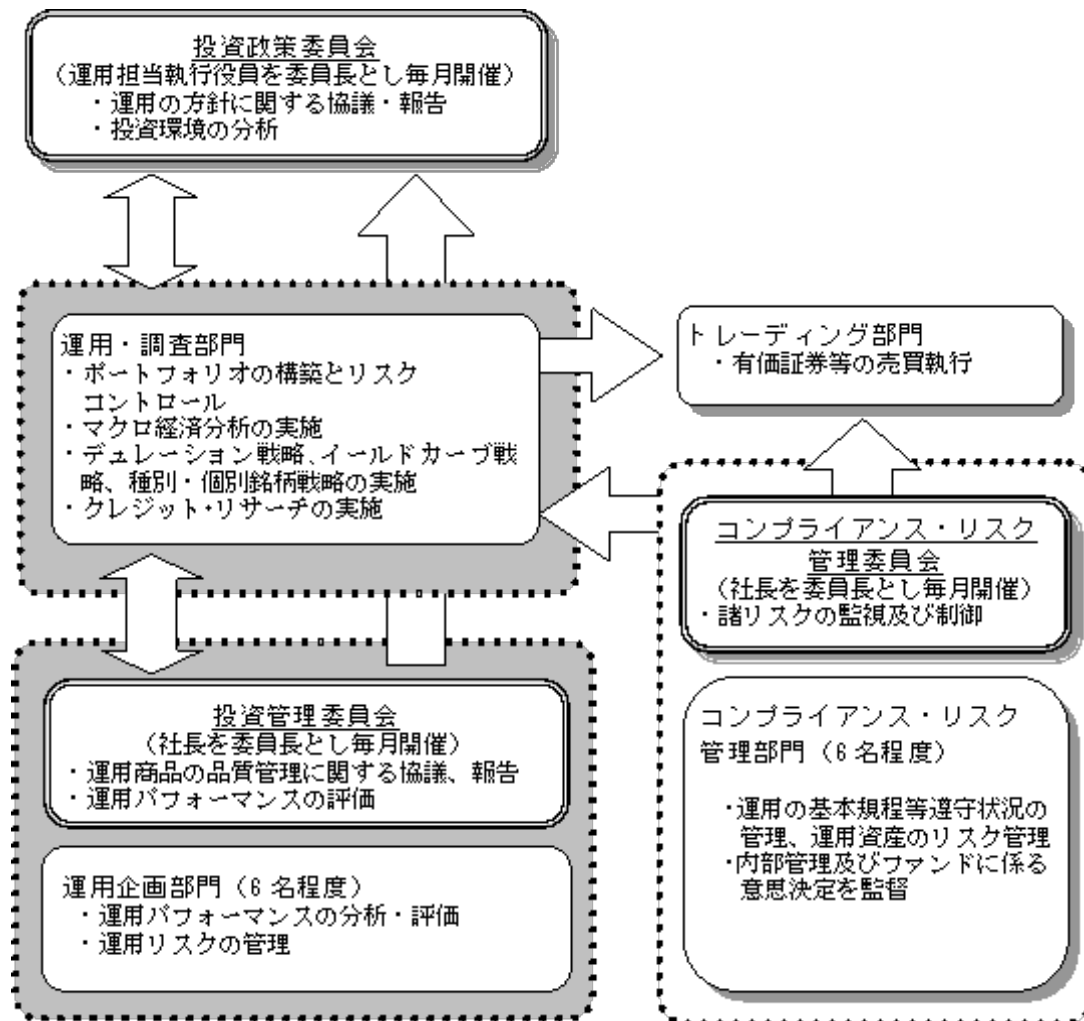 投資政策委員会
(運用担当執行役員を委員長とし毎月開催)
・運用の方針に関する協議・報告
・投資環境の分析
運用・調査部門
・ポートフォリオの構築とリスク
コントロール
・マクロ経済分析の実施
・デュレーション戦略、イールドカーブ戦
略、種別・個別銘柄戦略の実施
・クレジット・リサーチの実施
トレーディング部門
・有価証券等の売買執行
コンプライアンス・リスク
管理委員会
(社長を委員長とし毎月開催)
・諸リスクの監視及び制御
投資管理委員会
(社長を委員長とし毎月開催)
・運用商品の品質管理に関する協議、報告
・運用パフォーマンスの評価
運用企画部門(6名程度)
・運用パフォーマンスの分析・評価
・運用リスクの管理
コンプライアンス・リスク
管理部門(6名程度)
・運用の基本規程等遵守状況の
管理、運用資産のリスク管理
・内部管理及びファンドに係る
意思決定を監督